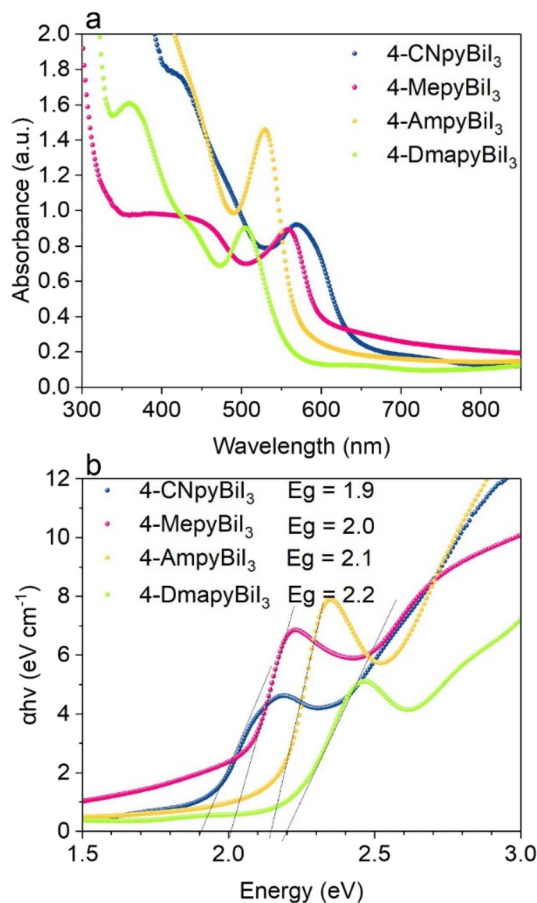 a
2.0
1.8
1.6
1.4
1.2
1.0
0.8
0.6
0.4
0.2
0.0
Absorbance (a.u.)
4-CNpyBiI₃
4-MepyBiI₃
4-AmpyBiI₃
4-DmapyBiI₃
300 400 500 600 700 800
Wavelength (nm)
b
12
10
8
6
4
2
0
αhv (eV cm⁻¹)
4-CNpyBiI₃ Eg = 1.9
4-MepyBiI₃ Eg = 2.0
4-AmpyBiI₃ Eg = 2.1
4-DmapyBiI₃ Eg = 2.2
1.5 2.0 2.5 3.0
Energy (eV)